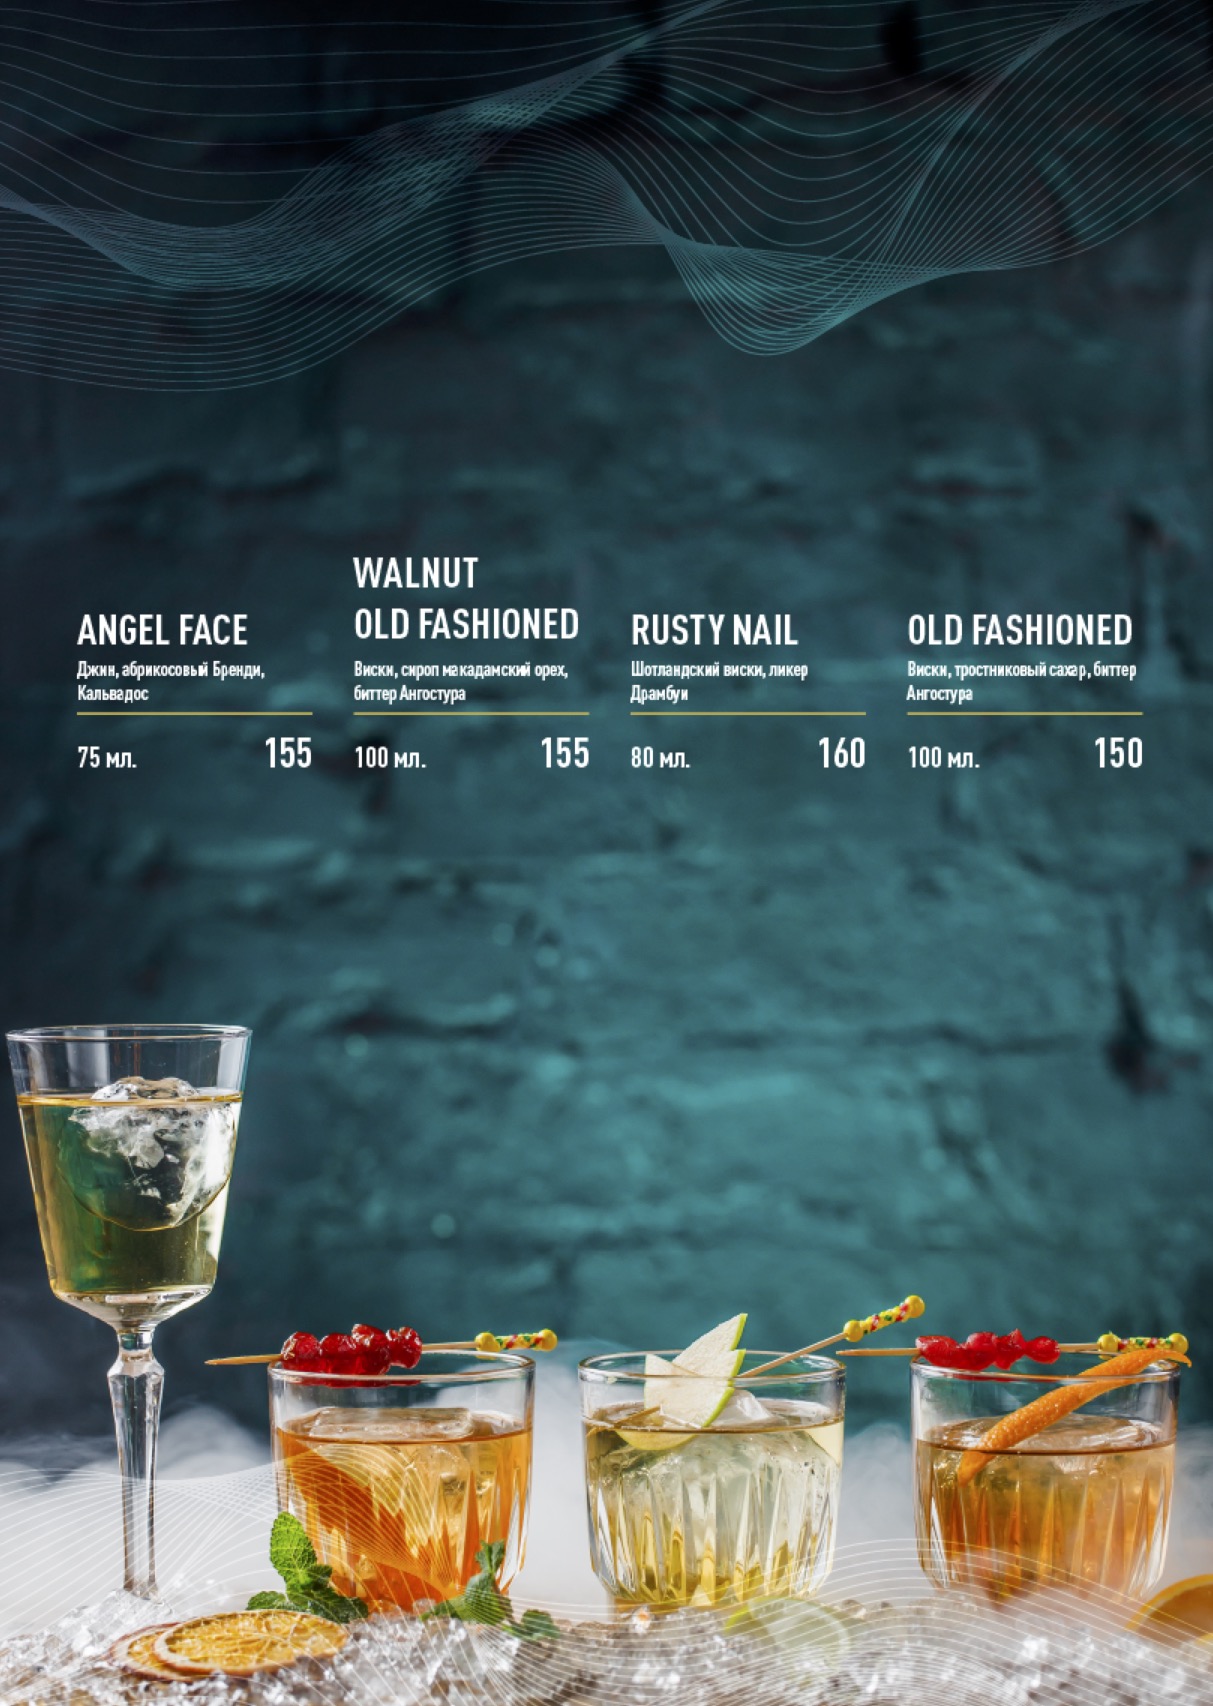 ANGEL FACE
Джин, абрикосовый Бренди,
Кальвадос
75 мл. 155
WALNUT
OLD FASHIONED
Виски, сироп макадамский орех,
биттер Ангостура
100 мл. 155
RUSTY NAIL
Шотландский виски, ликер
Драмбуи
80 мл. 160
OLD FASHIONED
Виски, тростниковый сахар, биттер
Ангостура
100 мл. 150